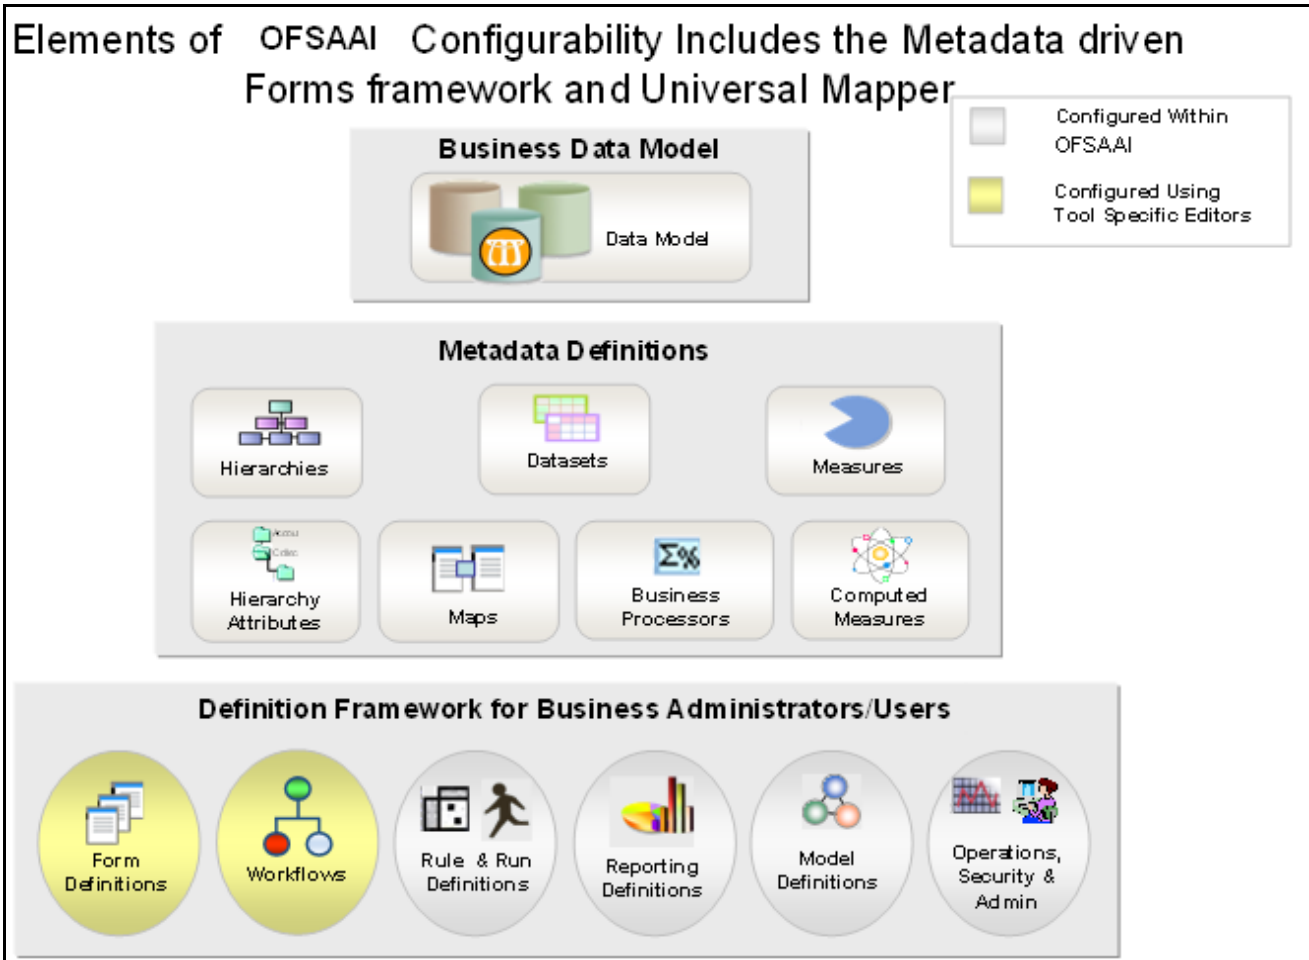 Elements of OFSAAI Configurability Includes the Metadata driven
Forms framework and Universal Mapper
Configured Within
OFSAAI
Configured Using
Tool Specific Editors
Business Data Model
Data Model
Metadata Definitions
Hierarchies
Datasets
Measures
Accou
Collec
Hierarchy
Attributes
Maps
Σ%
Business
Processors
Computed
Measures
Definition Framework for Business Administrators/Users
Form
Definitions
Workflows
Rule & Run
Definitions
Reporting
Definitions
Model
Definitions
Operations,
Security &
Admin